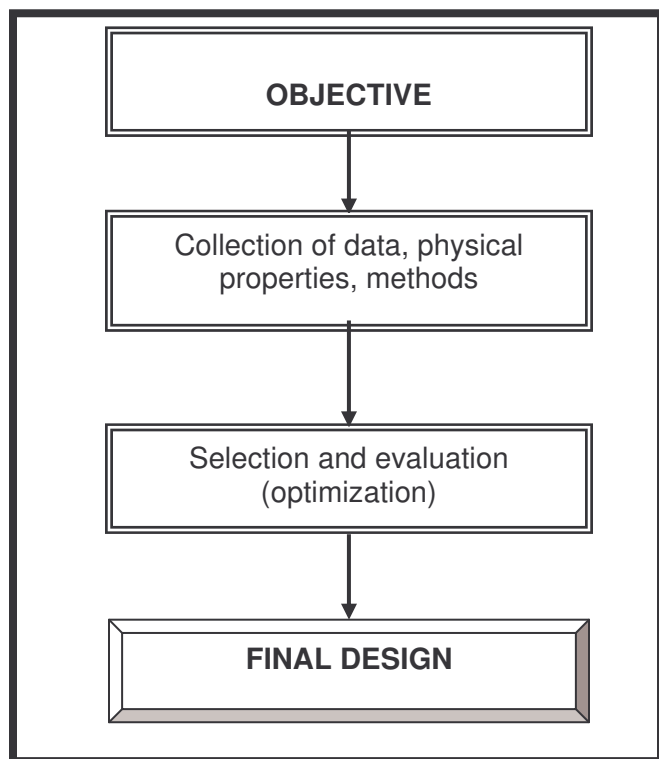 OBJECTIVE
Collection of data, physical
properties, methods
Selection and evaluation
(optimization)
FINAL DESIGN